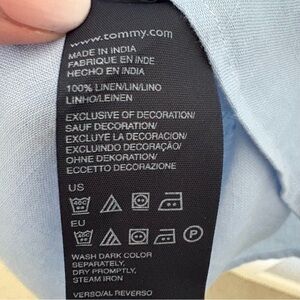 www.tommy.com
MADE IN INDIA
FABRIQUE EN INDE
HECHO EN INDIA
100% LINEN/LIN/LINO
LINHO/LEINEN
EXCLUSIVE OF DECORATION/
SAUF DECORATION/
EXCLUYE LA DECORACION/
EXCLUINDO DECORAÇÃO/
OHNE DEKORATION/
ECCETTO DECORAZIONE
US
EU
P
WASH DARK COLOR
SEPARATELY,
DRY PROMPTLY,
STEAM IRON
VERSO/AL REVERSO